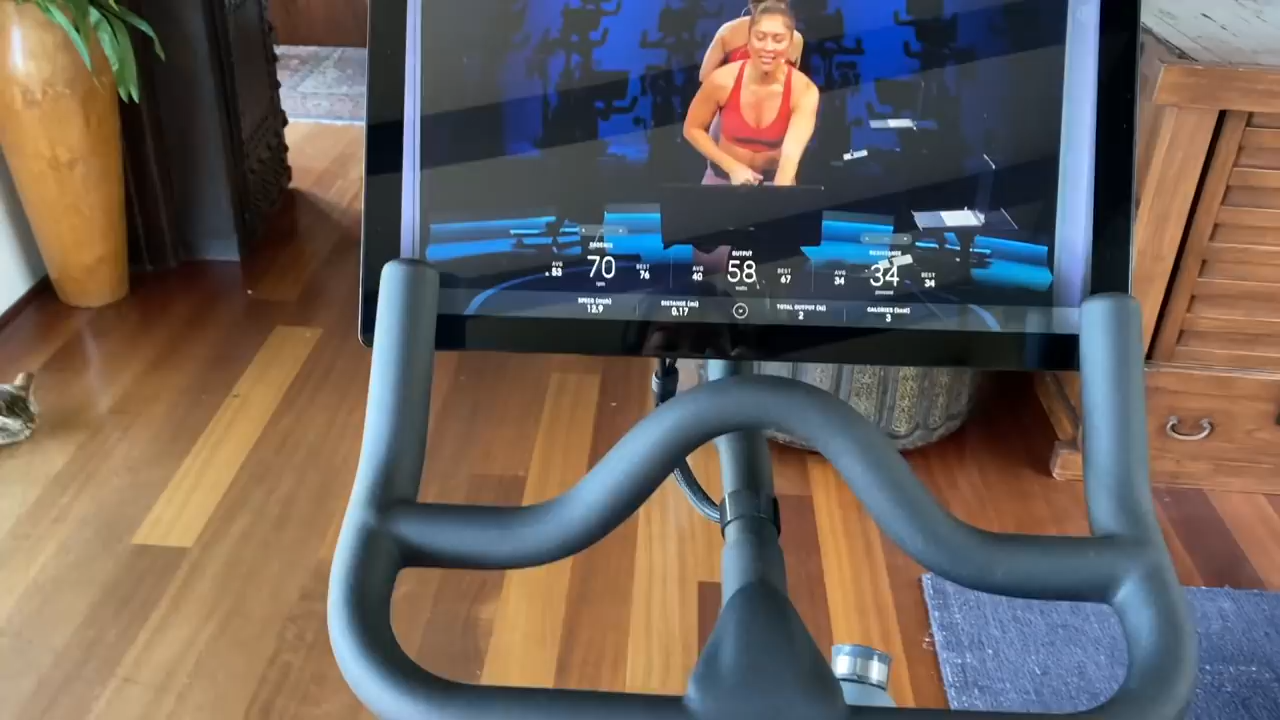 CADENCE
AVG 53
70
BEST 76
rpm
OUTPUT
AVG 40
58
BEST 67
watts
RESISTANCE
AVG 34
34
BEST 34
SPEED (mph)
12.9
DISTANCE (mi)
0.17
TOTAL OUTPUT (kj)
2
CALORIES (kcal)
3